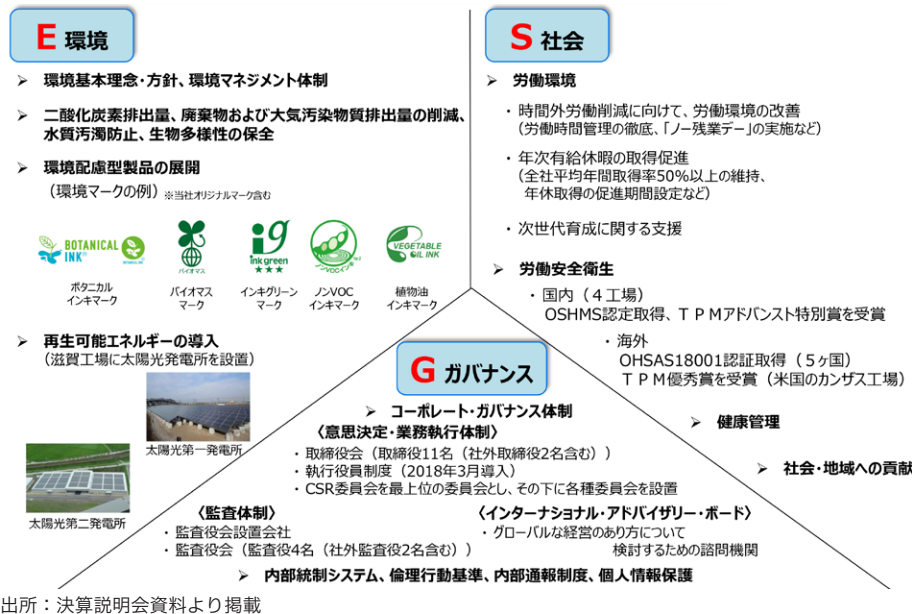 E 環境
➢ 環境基本理念・方針、環境マネジメント体制
➢ 二酸化炭素排出量、廃棄物および大気汚染物質排出量の削減、
水質汚濁防止、生物多様性の保全
➢ 環境配慮型製品の展開
（環境マークの例）※当社オリジナルマーク含む
BOTANICAL
INK
バイオマス
ig
ink green
★★★
ノンVOCインキ
VEGETABLE
OIL INK
ボタニカル
インキマーク
バイオマス
マーク
インキグリーン
マーク
ノンVOC
インキマーク
植物油
インキマーク
➢ 再生可能エネルギーの導入
（滋賀工場に太陽光発電所を設置）
太陽光第一発電所
太陽光第二発電所
S 社会
➢ 労働環境
・時間外労働削減に向けて、労働環境の改善
（労働時間管理の徹底、「ノー残業デー」の実施など）
・年次有給休暇の取得促進
（全社平均年間取得率50%以上の維持、
年休取得の促進期間設定など）
・次世代育成に関する支援
➢ 労働安全衛生
・国内（４工場）
OSHMS認定取得、ＴＰＭアドバンスト特別賞を受賞
・海外
OHSAS18001認証取得（５ヶ国）
ＴＰＭ優秀賞を受賞（米国のカンザス工場）
➢ 健康管理
➢ 社会・地域への貢献
G ガバナンス
➢ コーポレート・ガバナンス体制
〈意思決定・業務執行体制〉
・取締役会（取締役11名（社外取締役2名含む））
・執行役員制度（2018年3月導入）
・CSR委員会を最上位の委員会とし、その下に各種委員会を設置
〈監査体制〉
・監査役会設置会社
・監査役会（監査役4名（社外監査役2名含む））
〈インターナショナル・アドバイザリー・ボード〉
・グローバルな経営のあり方について
検討するための諮問機関
➢ 内部統制システム、倫理行動基準、内部通報制度、個人情報保護
出所：決算説明会資料より掲載